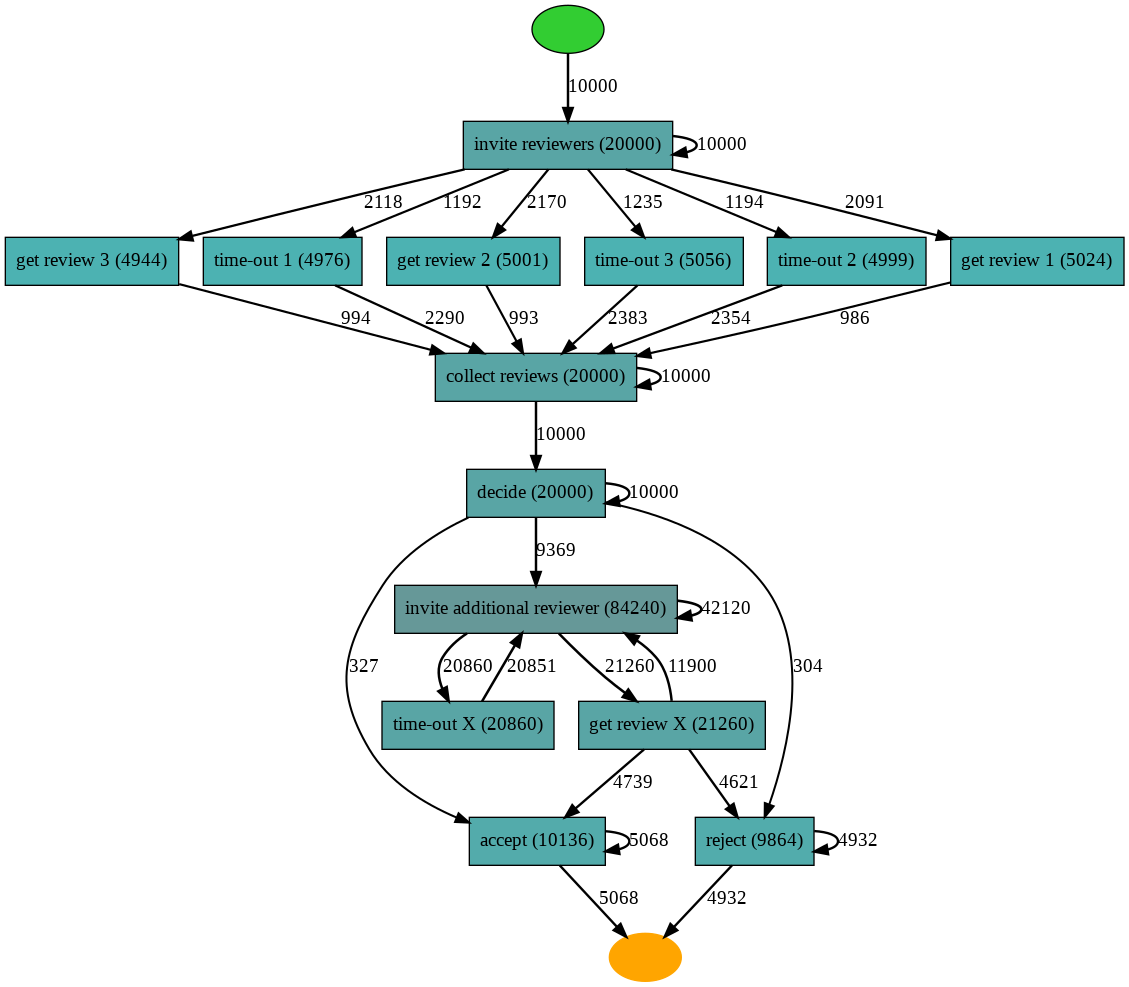 10000
invite reviewers (20000)
10000
2118
1192
2170
1235
1194
2091
get review 3 (4944)
time-out 1 (4976)
get review 2 (5001)
time-out 3 (5056)
time-out 2 (4999)
get review 1 (5024)
994
2290
993
2383
2354
986
collect reviews (20000)
10000
10000
decide (20000)
10000
9369
invite additional reviewer (84240)
42120
327
20860
20851
21260
11900
304
time-out X (20860)
get review X (21260)
4739
4621
accept (10136)
5068
reject (9864)
4932
5068
4932